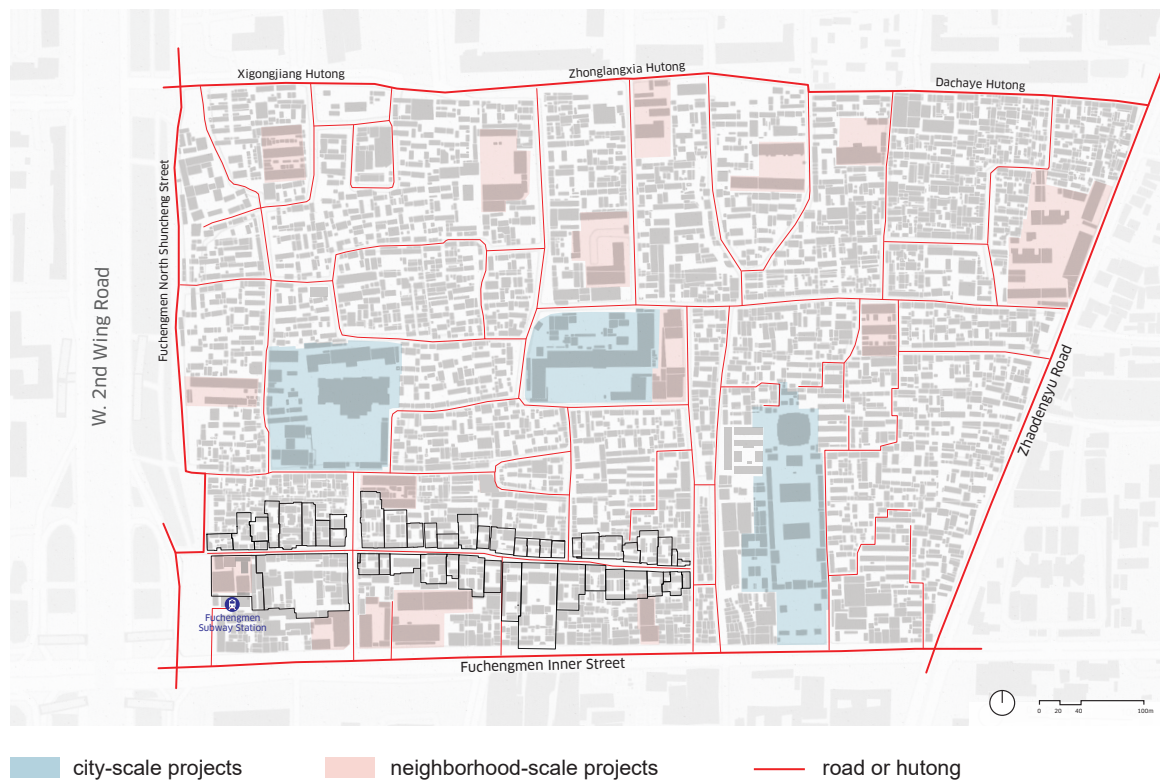 Xigongjiang Hutong
Zhonglangxia Hutong
Dachaye Hutong
Fuchengmen North Shuncheng Street
W. 2nd Wing Road
Zhaodengyu Road
Fuchengmen
Subway Station
Fuchengmen Inner Street
0 20 40 100m
city-scale projects
neighborhood-scale projects
road or hutong